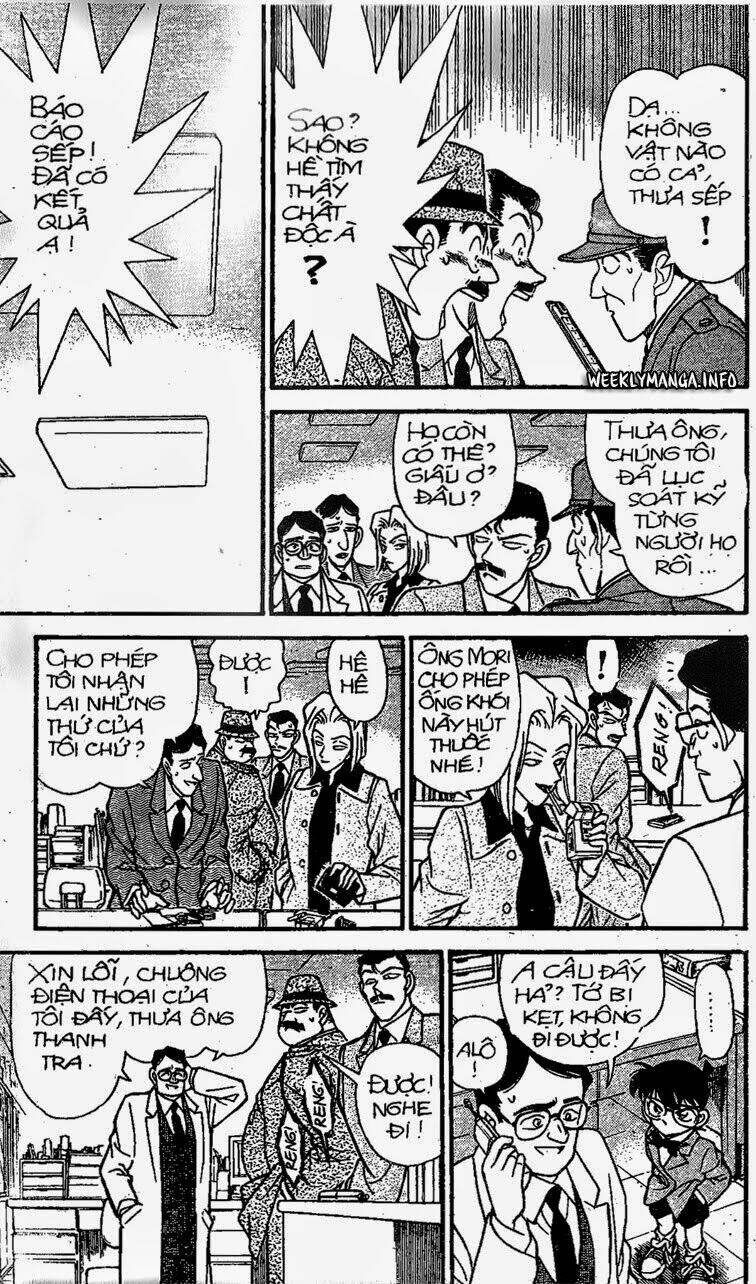 BÁO
CÁO
SẾP!
ĐÃ CÓ
KẾT
QUẢ
Ạ!
SAO?
KHÔNG
HỀ TÌM
THẤY
CHẤT
ĐỘC À
?
DẠ...
KHÔNG
VẬT NÀO
CÓ CẢ,
THƯA SẾP
!
WEEKLYMANGA.INFO
HỌ CÒN
CÓ THỂ
GIẤU Ở
ĐÂU?
THƯA ÔNG,
CHÚNG TÔI
ĐÃ LỤC
SOÁT KỸ
TỪNG
NGƯỜI HỌ
RỒI...
CHO PHÉP
TÔI NHẬN
LẠI NHỮNG
THỨ CỦA
TÔI CHỨ?
ĐƯỢC
!
HÊ
HÊ
ÔNG MORI
CHO PHÉP
ỐNG KHÓI
NÀY HÚT
THUỐC
NHÉ!
!
RENG!
XIN LỖI, CHUÔNG
ĐIỆN THOẠI CỦA
TÔI ĐẤY, THƯA ÔNG
THANH
TRA.
RENG!
RENG!
ĐƯỢC!
NGHE
ĐI!
ALÔ
!
A CÂU ĐẤY
HẢ? TỚ BỊ
KẸT, KHÔNG
ĐI ĐƯỢC!
......